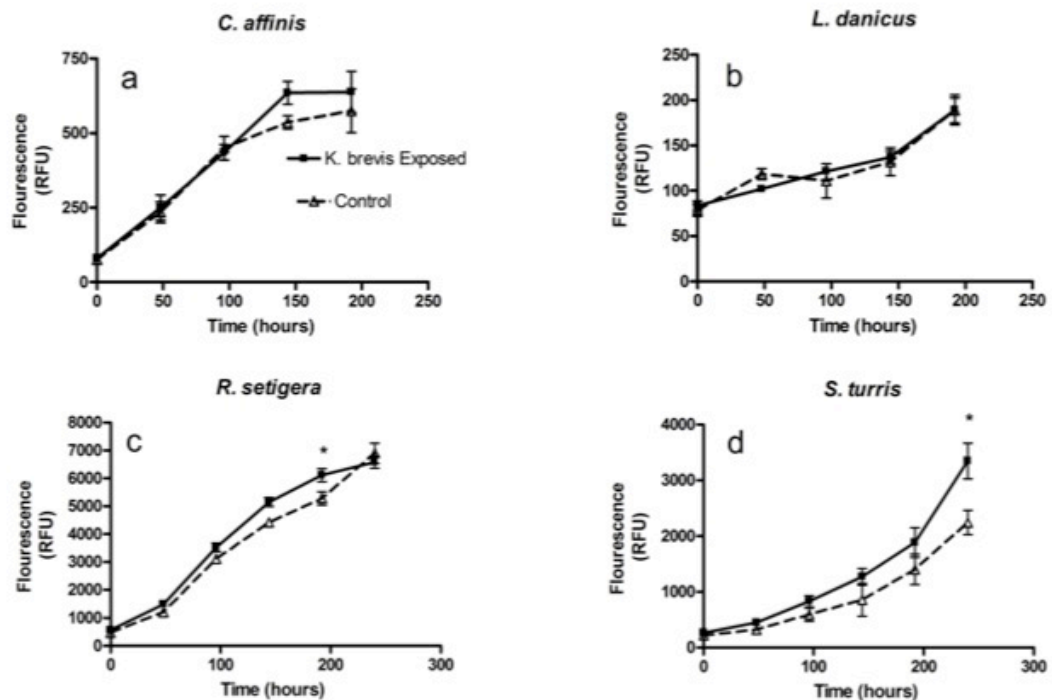 C. affinis
a
Flourescence
(RFU)
750
500
250
0
0 50 100 150 200 250
Time (hours)
K. brevis Exposed
Control
L. danicus
b
Flourescence
(RFU)
250
200
150
100
50
0
0 50 100 150 200 250
Time (hours)
R. setigera
c
*
Flourescence
(RFU)
8000
7000
6000
5000
4000
3000
2000
1000
0
0 100 200 300
Time (hours)
S. turris
d
*
Flourescence
(RFU)
4000
3000
2000
1000
0
0 100 200 300
Time (hours)